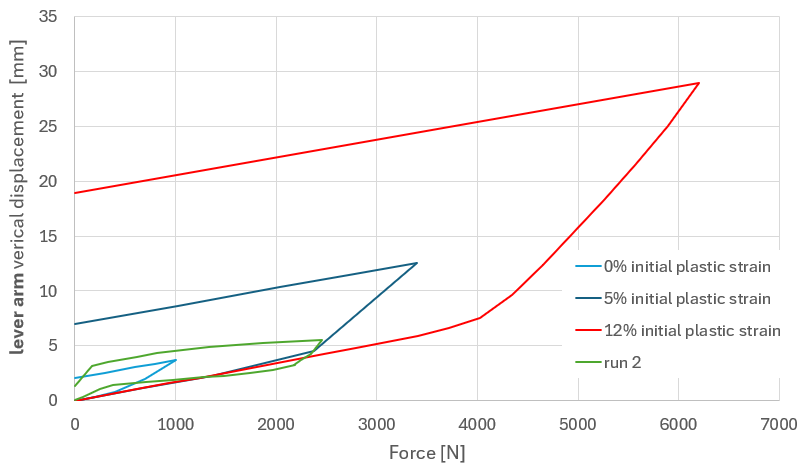 lever arm verical displacement [mm]
35
30
25
20
15
10
5
0
0% initial plastic strain
5% initial plastic strain
12% initial plastic strain
run 2
0 1000 2000 3000 4000 5000 6000 7000
Force [N]